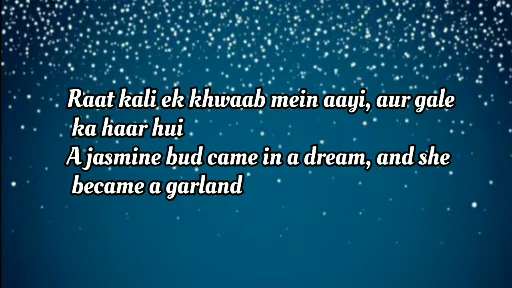 Raat kali ek khwaab mein aayi, aur gale
ka haar hui
A jasmine bud came in a dream, and she
became a garland